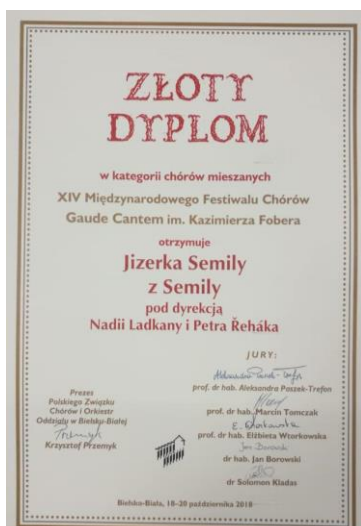 ZŁOTY
DYPLOM
w kategorii chórów mieszanych
XIV Międzynarodowego Festiwalu Chórów
Gaude Cantem im. Kazimierza Fobera
otrzymuje
Jizerka Semily
z Semily
pod dyrekcją
Nadii Ladkany i Petra Řeháka
JURY:
prof. dr hab. Aleksandra Paszek-Trefon
prof. dr hab. Marcin Tomczak
prof. dr hab. Elżbieta Wtorkowska
dr hab. Jan Borowski
dr Solomon Kladas
Prezes
Polskiego Związku
Chórów i Orkiestr
Oddziału w Bielsku-Białej
Krzysztof Przemyk
Bielsko-Biała, 18-20 października 2018